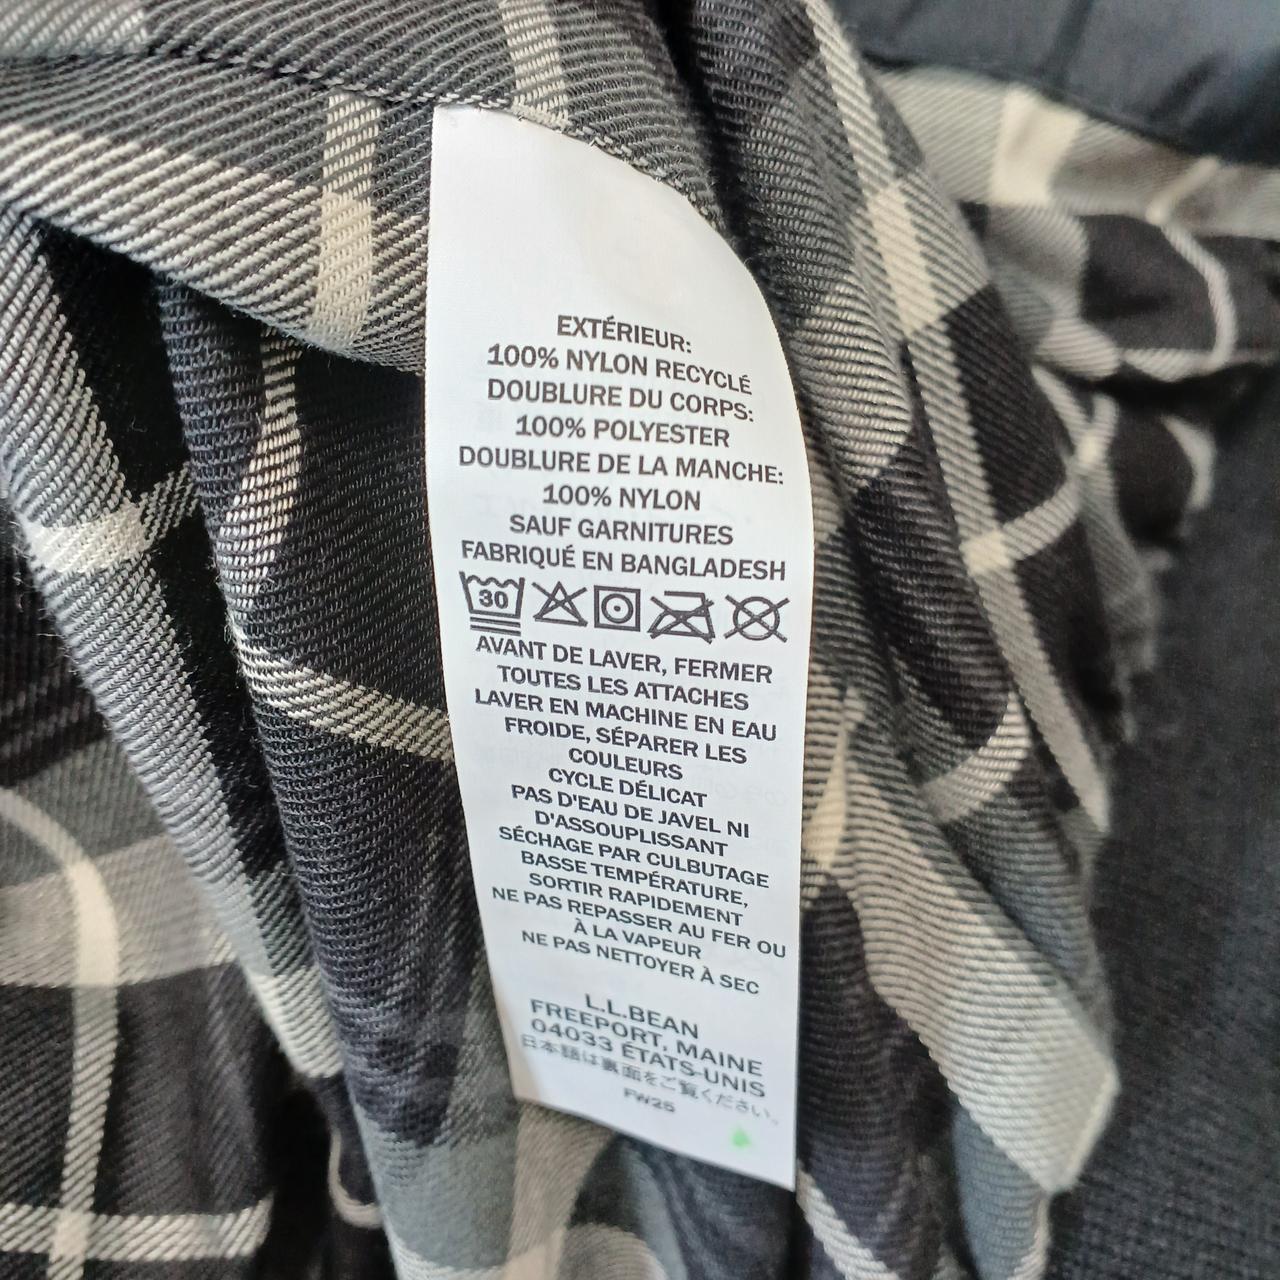 EXTÉRIEUR:
100% NYLON RECYCLÉ
DOUBLURE DU CORPS:
100% POLYESTER
DOUBLURE DE LA MANCHE:
100% NYLON
SAUF GARNITURES
FABRIQUÉ EN BANGLADESH
30
AVANT DE LAVER, FERMER
TOUTES LES ATTACHES
LAVER EN MACHINE EN EAU
FROIDE, SÉPARER LES
COULEURS
CYCLE DÉLICAT
PAS D'EAU DE JAVEL NI
D'ASSOUPLISSANT
SÉCHAGE PAR CULBUTAGE
BASSE TEMPÉRATURE,
SORTIR RAPIDEMENT
NE PAS REPASSER AU FER OU
À LA VAPEUR
NE PAS NETTOYER À SEC
L.L.BEAN
FREEPORT, MAINE
04033 ÉTATS-UNIS
日本語は裏面をご覧ください。
FW25